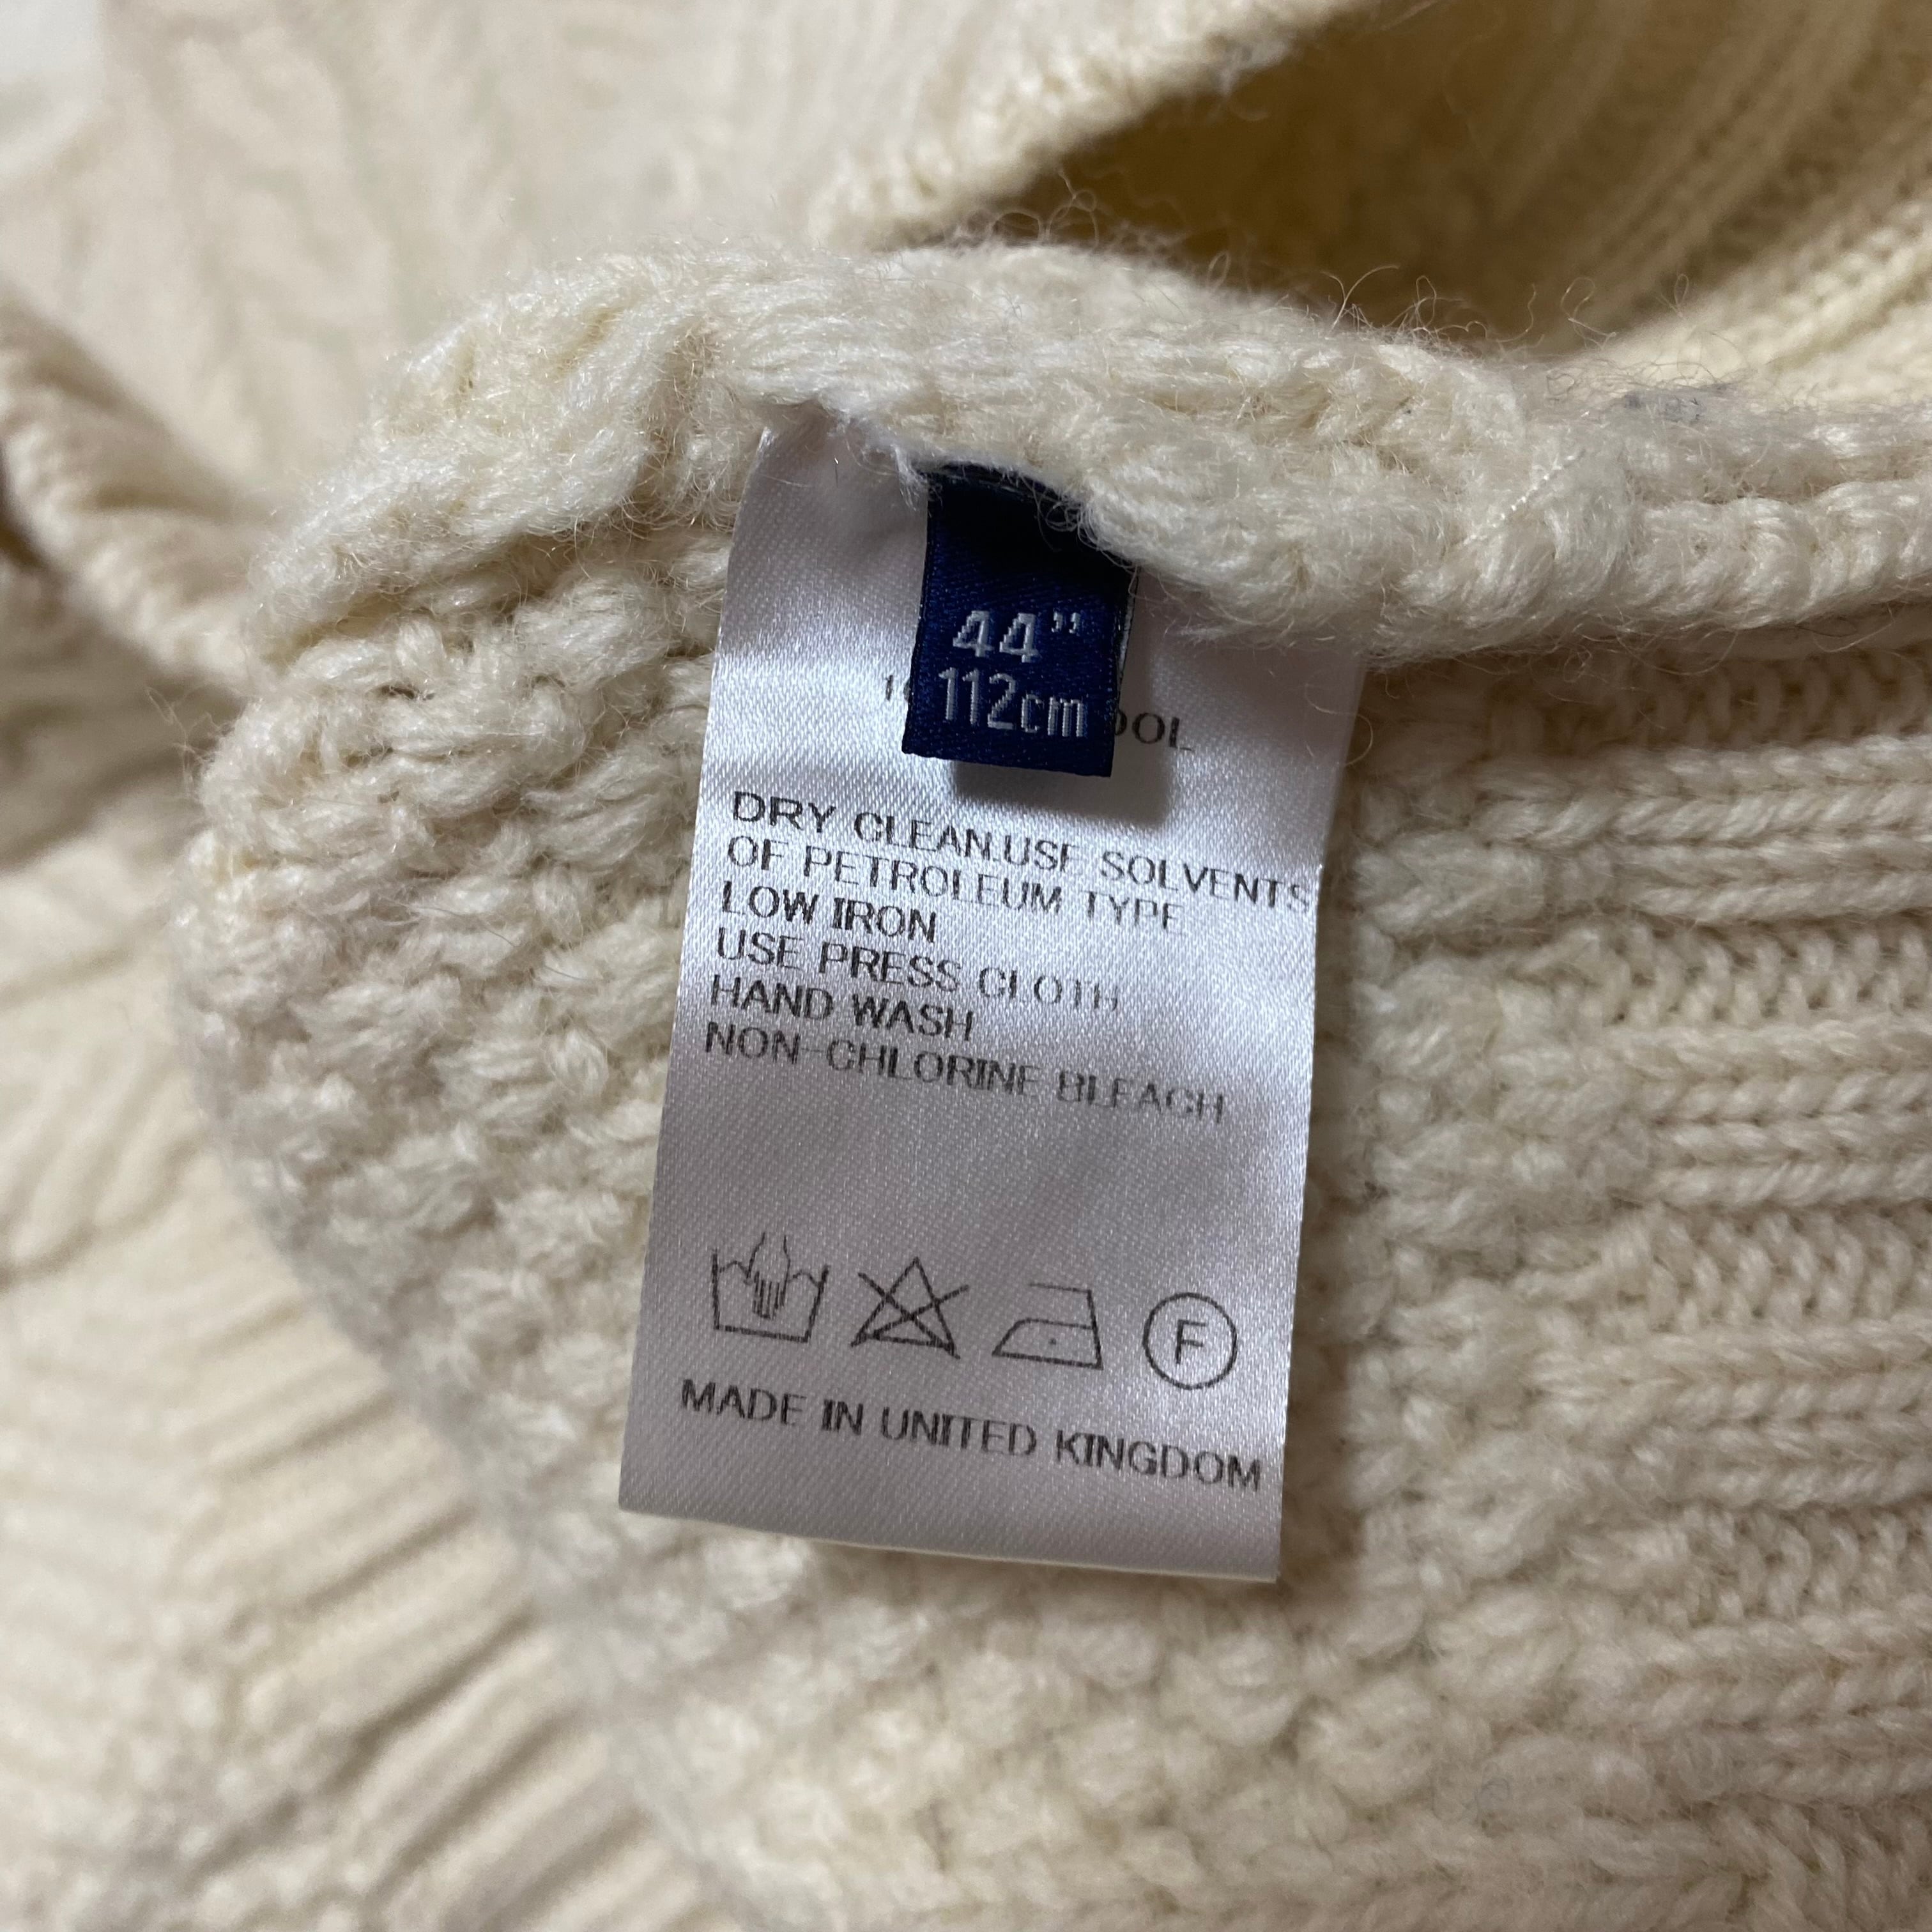 44"
112cm
DRY CLEAN.USE SOLVENTS
OF PETROLEUM TYPE
LOW IRON
USE PRESS CLOTH
HAND WASH
NON-CHLORINE BLEACH
F
MADE IN UNITED KINGDOM